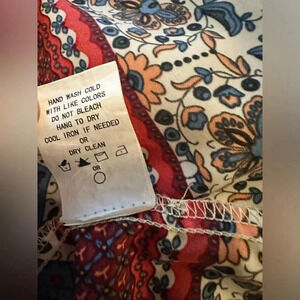 HAND WASH COLD
WITH LIKE COLORS
DO NOT BLEACH
HANG TO DRY
COOL IRON IF NEEDED
OR
DRY CLEAN
OR